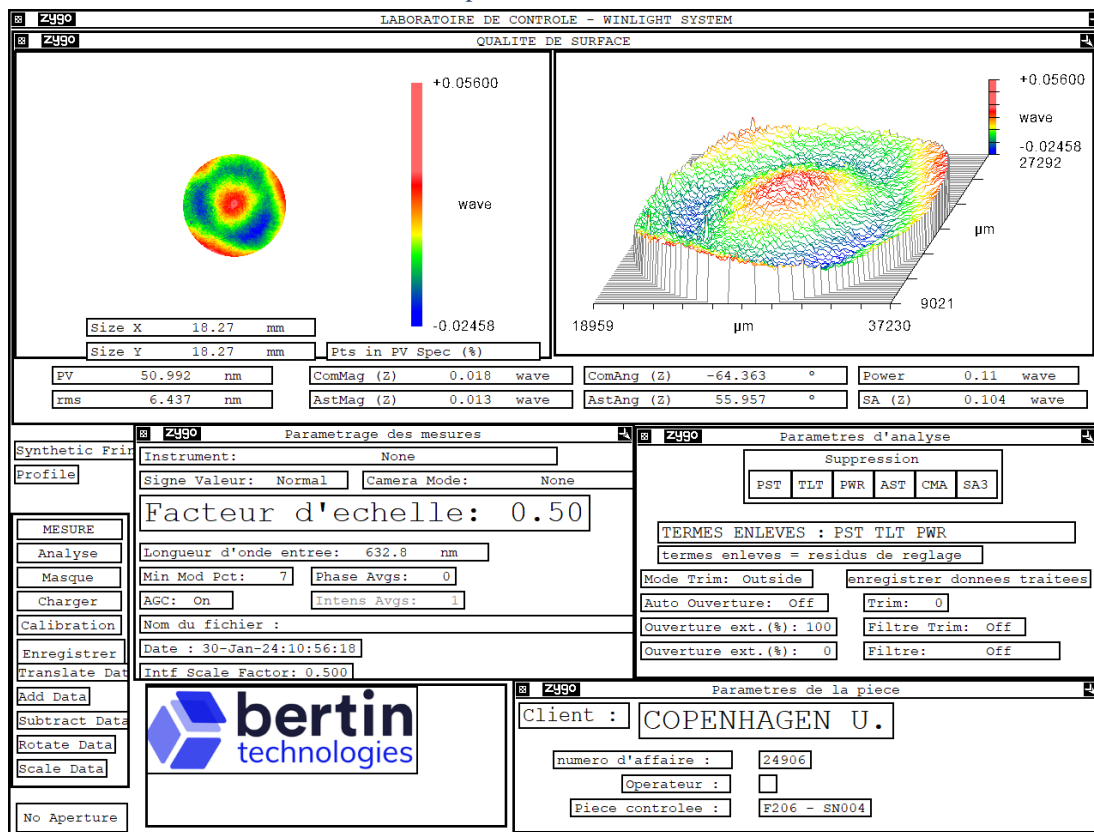 zygo LABORATOIRE DE CONTROLE - WINLIGHT SYSTEM
zygo QUALITE DE SURFACE
+0.05600
wave
-0.02458
+0.05600
wave
-0.02458
27292
µm
9021
18959 µm 37230
Size X 18.27 mm
Size Y 18.27 mm Pts in PV Spec (%)
PV 50.992 nm ComMag (Z) 0.018 wave ComAng (Z) -64.363 ° Power 0.11 wave
rms 6.437 nm AstMag (Z) 0.013 wave AstAng (Z) 55.957 ° SA (Z) 0.104 wave
Synthetic Frin
Profile
MESURE
Analyse
Masque
Charger
Calibration
Enregistrer
Translate Dat
Add Data
Subtract Data
Rotate Data
Scale Data
No Aperture
zygo Parametrage des mesures
Instrument: None
Signe Valeur: Normal Camera Mode: None
Facteur d'echelle: 0.50
Longueur d'onde entree: 632.8 nm
Min Mod Pct: 7 Phase Avgs: 0
AGC: On Intens Avgs: 1
Nom du fichier :
Date : 30-Jan-24:10:56:18
Intf Scale Factor: 0.500
zygo Parametres d'analyse
Suppression
PST TLT PWR AST CMA SA3
TERMES ENLEVES : PST TLT PWR
termes enleves = residus de reglage
Mode Trim: Outside enregistrer donnees traitees
Auto Ouverture: Off Trim: 0
Ouverture ext.(%): 100 Filtre Trim: Off
Ouverture ext.(%): 0 Filtre: Off
bertin
technologies
zygo Parametres de la piece
Client : COPENHAGEN U.
numero d'affaire : 24906
Operateur :
Piece controlee : F206 - SN004